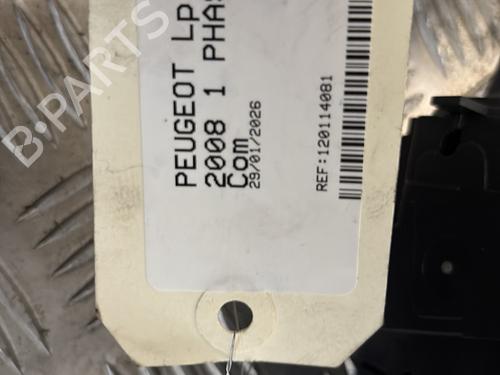 PEUGEOT Lp
2008 1 PHAS
Com
29/01/2026
REF:120114081
B-PARTS